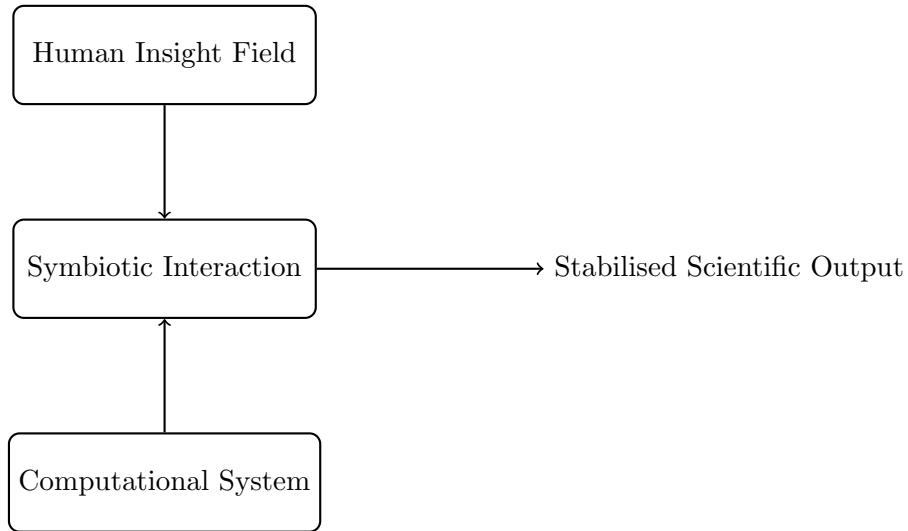 Human Insight Field
Symbiotic Interaction
Stabilised Scientific Output
Computational System